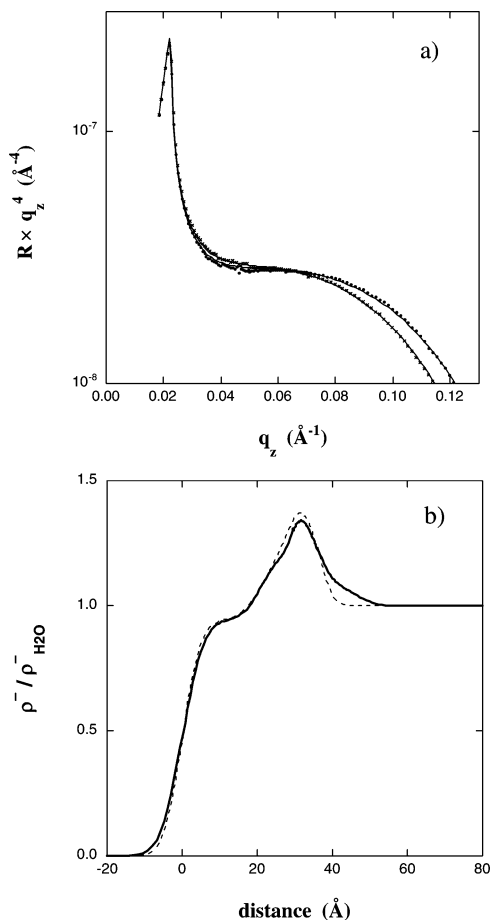 a)
10⁻⁷
R × q_z⁴ (Å⁻⁴)
10⁻⁸
0.00 0.02 0.04 0.06 0.08 0.10 0.12
q_z (Å⁻¹)
1.5
b)
1.0
ρ⁻ / ρ⁻_H2O
0.5
0.0
-20 0 20 40 60 80
distance (Å)